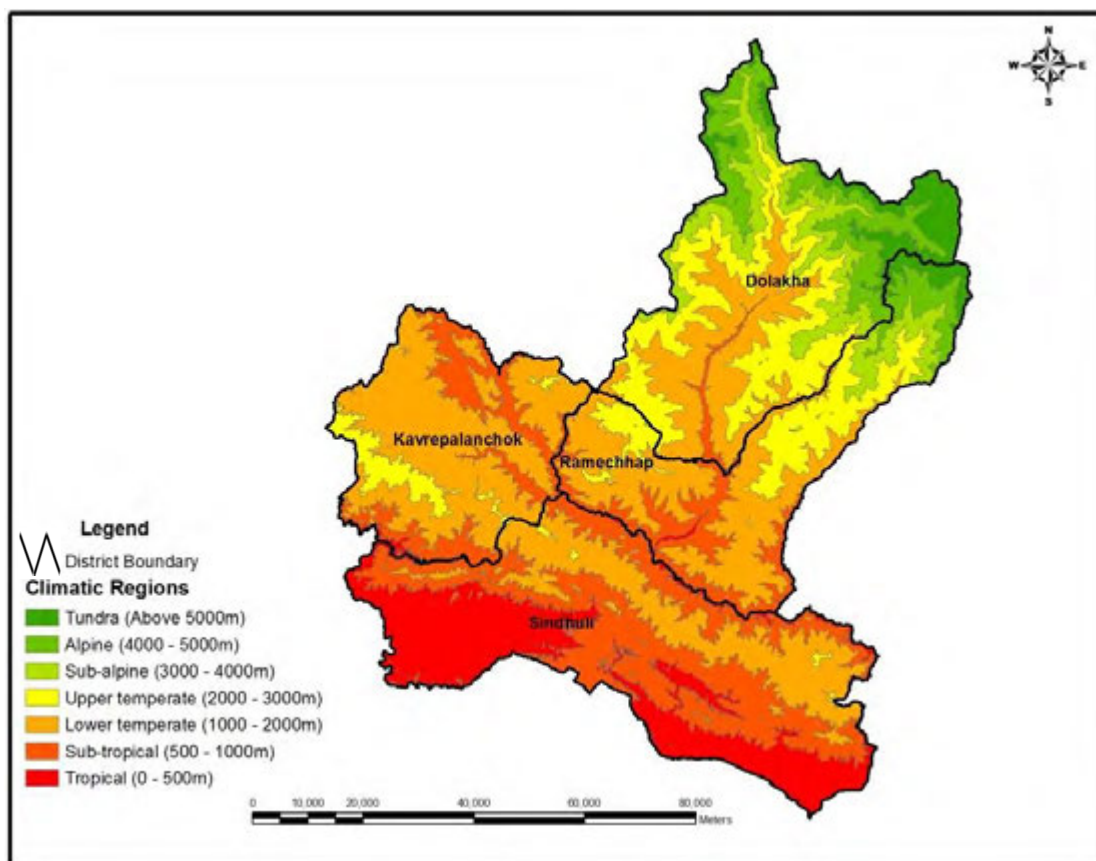 N
W E
S
Dolakha
Kavrepalanchok
Ramechhap
Sindhuli
Legend
District Boundary
Climatic Regions
Tundra (Above 5000m)
Alpine (4000 - 5000m)
Sub-alpine (3000 - 4000m)
Upper temperate (2000 - 3000m)
Lower temperate (1000 - 2000m)
Sub-tropical (500 - 1000m)
Tropical (0 - 500m)
0 10,000 20,000 40,000 60,000 80,000
Meters